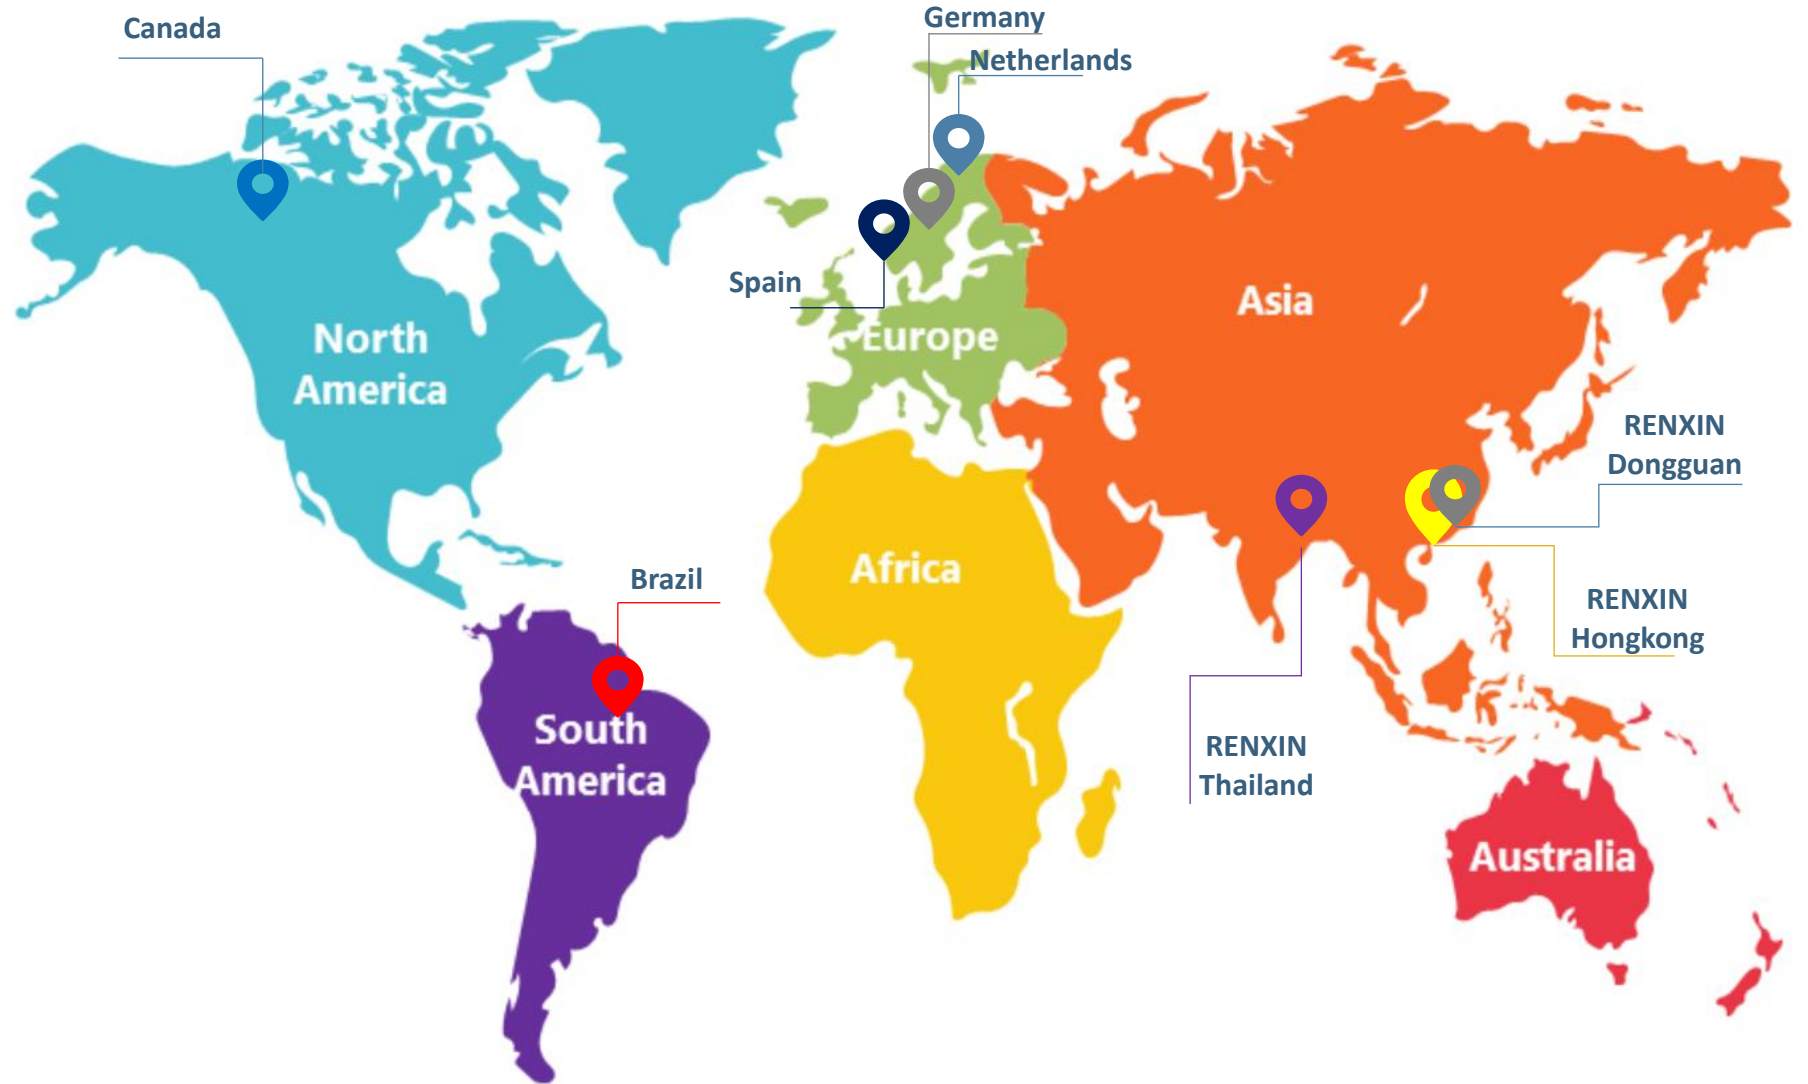 Canada
Germany
Netherlands
Spain
Europe
Asia
North
America
RENXIN
Dongguan
Africa
Brazil
RENXIN
Hongkong
South
America
RENXIN
Thailand
Australia